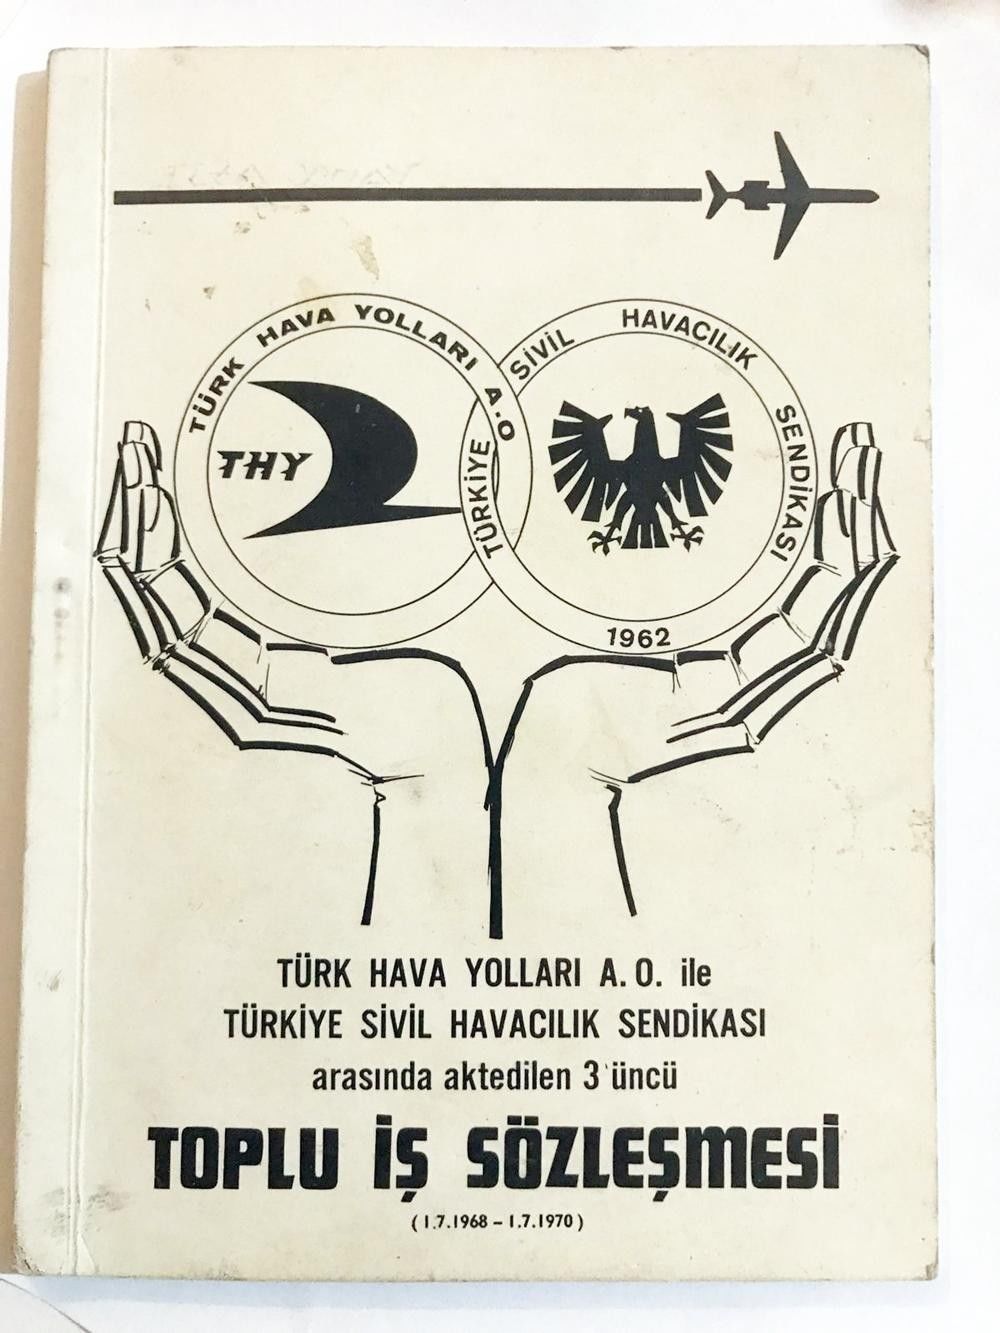 TÜRK HAVA YOLLARI A.O
THY
TÜRKİYE SİVİL HAVACILIK SENDİKASI
1962
TÜRK HAVA YOLLARI A.O. ile
TÜRKİYE SİVİL HAVACILIK SENDİKASI
arasında aktedilen 3'üncü
TOPLU İŞ SÖZLEŞMESİ
(1.7.1968 – 1.7.1970)